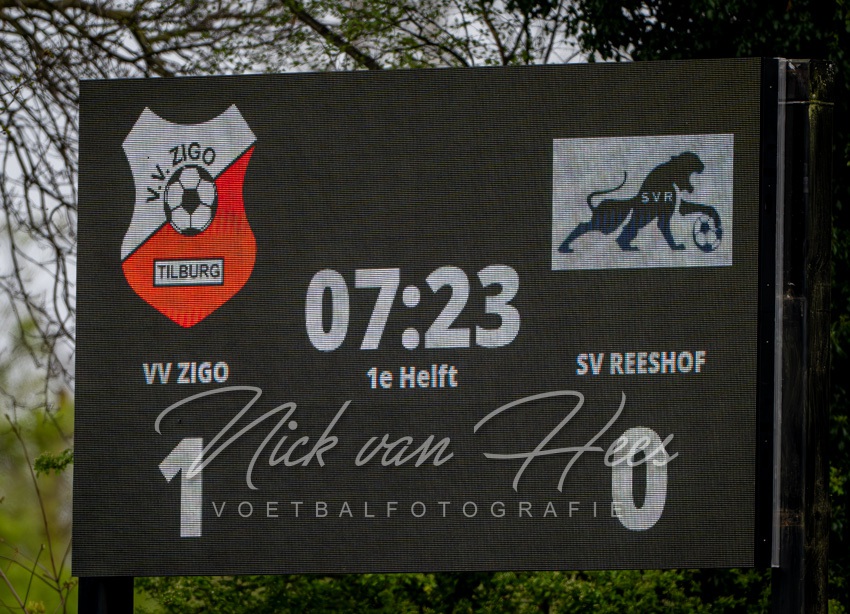 V.V. ZIGO
TILBURG
SVR
07:23
VV ZIGO
1e Helft
SV REESHOF
1
0
Nick van Hees
VOETBALFOTOGRAFIE